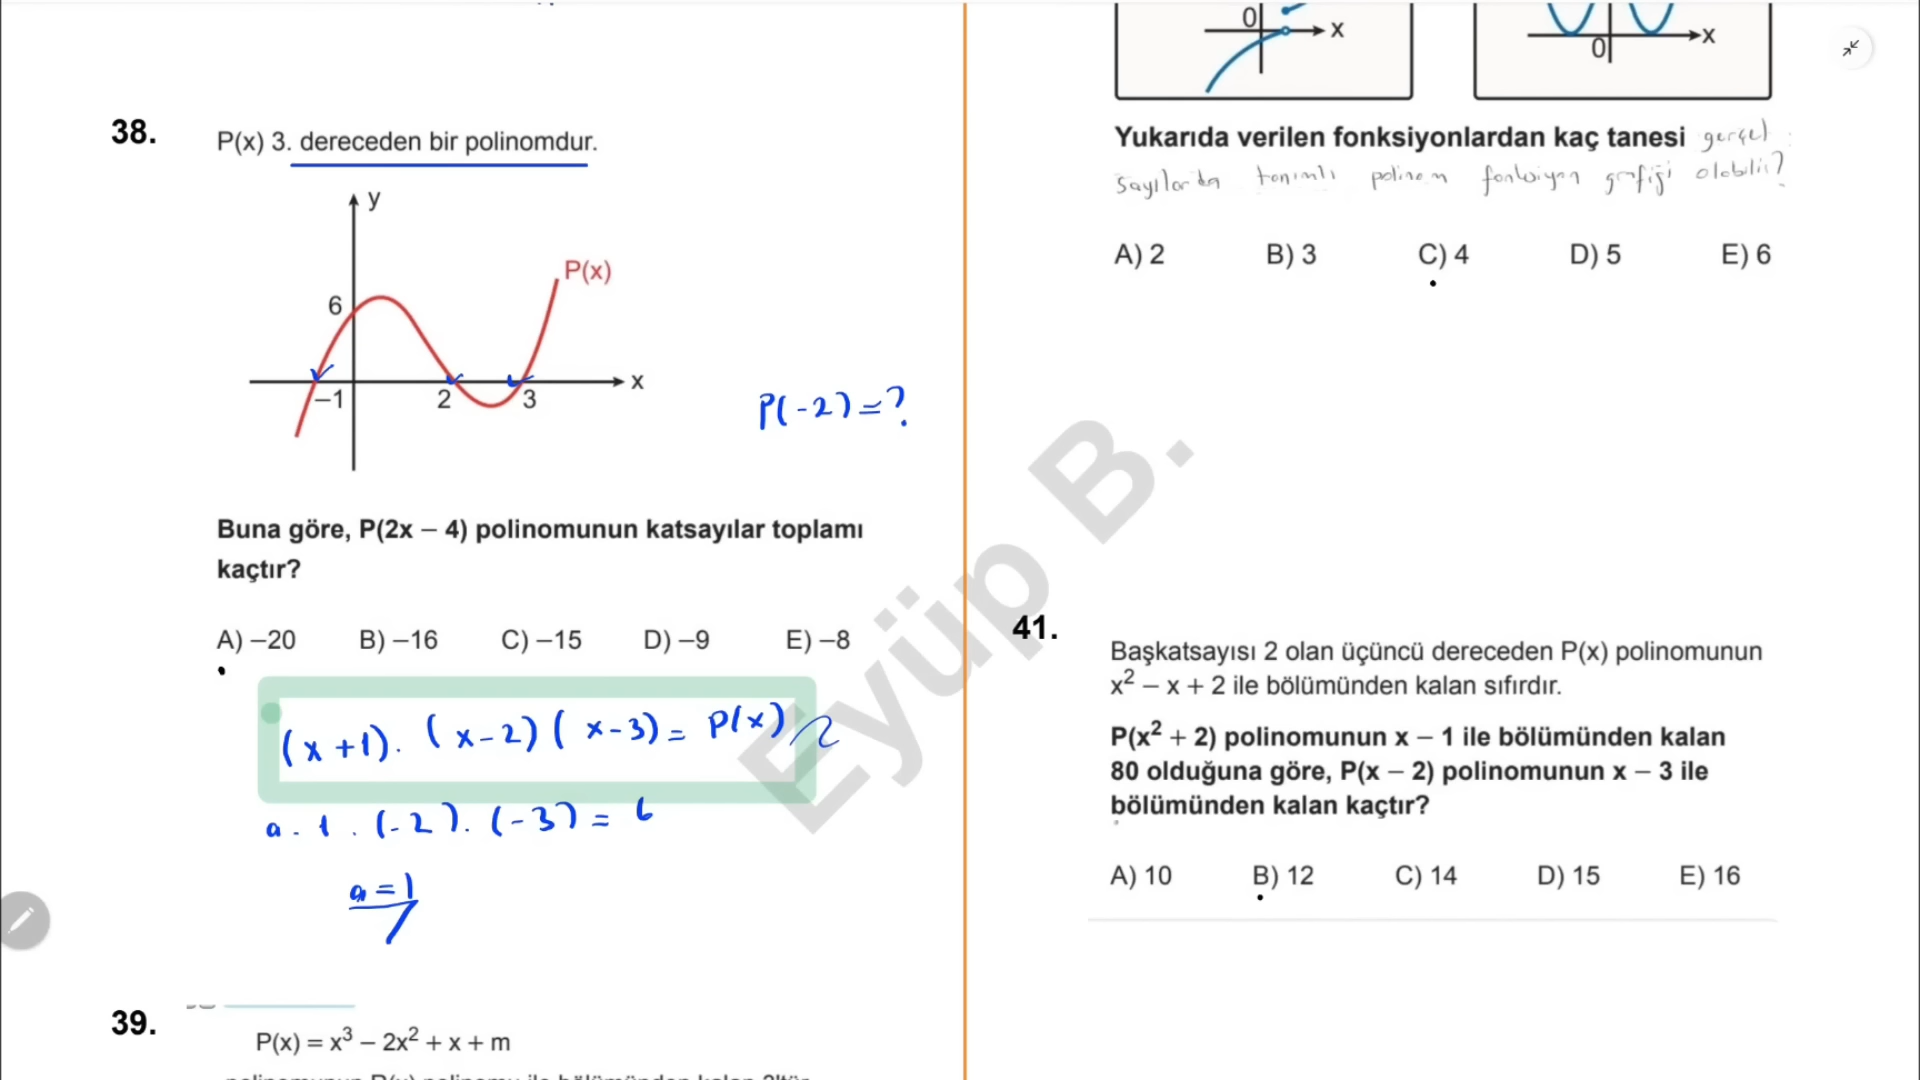 38.
P(x) 3. dereceden bir polinomdur.
y
P(x)
6
x
–1
2
3
P(-2)=?
Buna göre, P(2x – 4) polinomunun katsayılar toplamı
kaçtır?
A) –20 B) –16 C) –15 D) –9 E) –8
(x+1). (x-2)(x-3)= P(x)
a. 1. (-2). (-3) = 6
a=1
39.
P(x) = x³ – 2x² + x + m
0
x
0
x
Yukarıda verilen fonksiyonlardan kaç tanesi gerçel
sayılarda tanımlı polinom fonksiyon grafiği olabilir?
A) 2 B) 3 C) 4 D) 5 E) 6
41.
Başkatsayısı 2 olan üçüncü dereceden P(x) polinomunun
x² – x + 2 ile bölümünden kalan sıfırdır.
P(x² + 2) polinomunun x – 1 ile bölümünden kalan
80 olduğuna göre, P(x – 2) polinomunun x – 3 ile
bölümünden kalan kaçtır?
A) 10 B) 12 C) 14 D) 15 E) 16
Eyüp B.